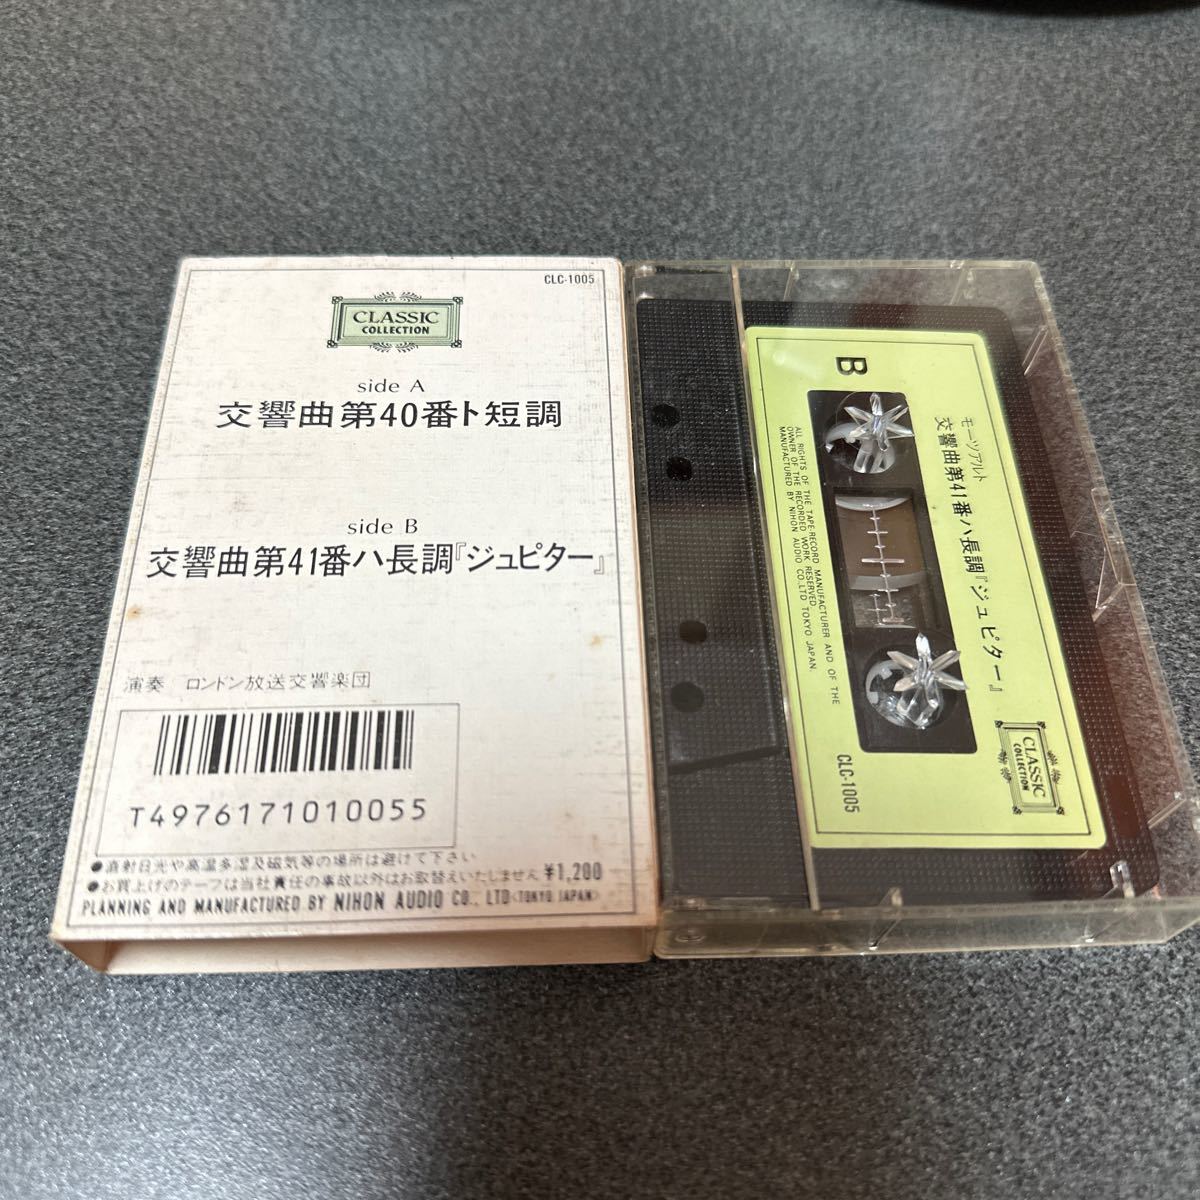 CLC-1005
CLASSIC
COLLECTION
side A
交響曲第40番ト短調
side B
交響曲第41番ハ長調『ジュピター』
演奏 ロンドン放送交響楽団
T4976171010055
●直射日光や高温多湿及磁気等の場所は避けて下さい
●お買上げのテープは当社責任の事故以外はお取替えいたしません ¥1,200
PLANNING AND MANUFACTURED BY NIHON AUDIO CO., LTD <TOKYO JAPAN>
B
モーツアルト
交響曲第41番ハ長調『ジュピター』
ALL RIGHTS OF THE TAPE-RECORD MANUFACTURER AND OF THE
OWNER OF THE RECORDED WORK RESERVED.
MANUFACTURED BY NIHON AUDIO CO.,LTD TOKYO JAPAN.
CLASSIC
COLLECTION
CLC-1005